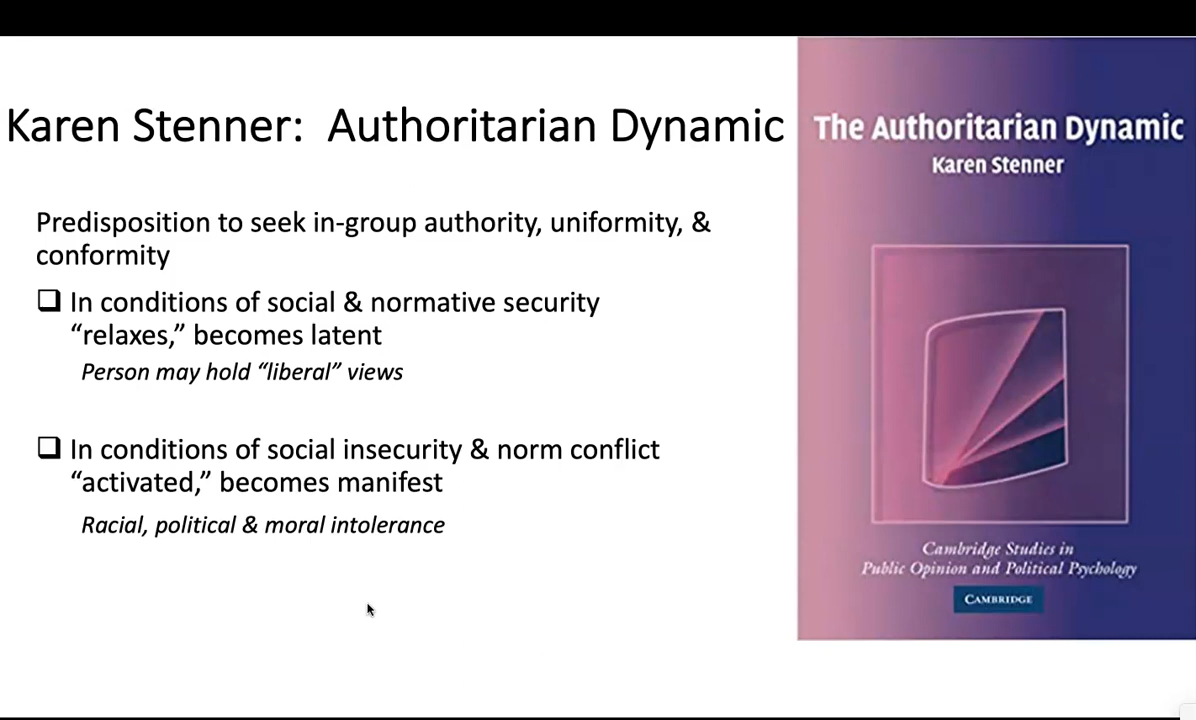 Karen Stenner:  Authoritarian Dynamic
Predisposition to seek in-group authority, uniformity, &
conformity
In conditions of social & normative security
“relaxes,” becomes latent
Person may hold “liberal” views
In conditions of social insecurity & norm conflict
“activated,” becomes manifest
Racial, political & moral intolerance
The Authoritarian Dynamic
Karen Stenner
Cambridge Studies in
Public Opinion and Political Psychology
CAMBRIDGE